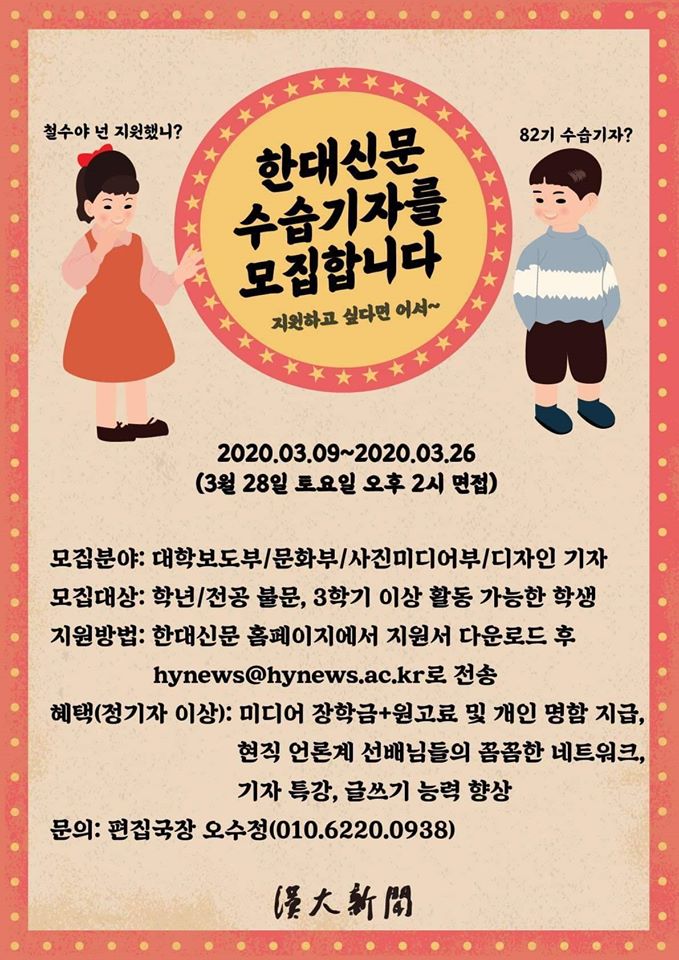 철수야 넌 지원했니?
82기 수습기자?
한대신문
수습기자를
모집합니다
지원하고 싶다면 어서~
2020.03.09~2020.03.26
(3월 28일 토요일 오후 2시 면접)
모집분야: 대학보도부/문화부/사진미디어부/디자인 기자
모집대상: 학년/전공 불문, 3학기 이상 활동 가능한 학생
지원방법: 한대신문 홈페이지에서 지원서 다운로드 후
hynews@hynews.ac.kr로 전송
혜택(정기자 이상): 미디어 장학금+원고료 및 개인 명함 지급,
현직 언론계 선배님들의 꼼꼼한 네트워크,
기자 특강, 글쓰기 능력 향상
문의: 편집국장 오수정(010.6220.0938)
漢大新聞